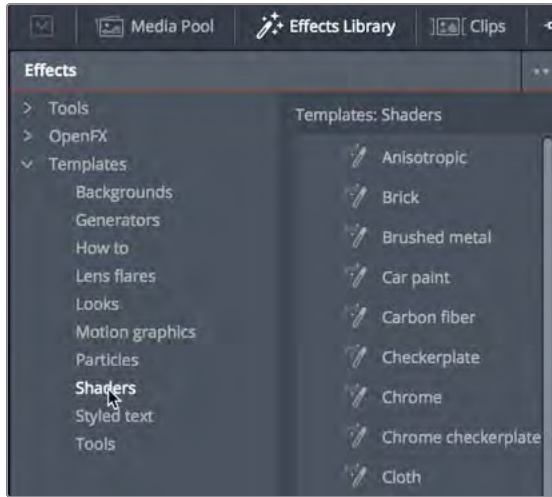 Media Pool
Effects Library
Clips
Effects
Tools
OpenFX
Templates
Backgrounds
Generators
How to
Lens flares
Looks
Motion graphics
Particles
Shaders
Styled text
Tools
Templates: Shaders
Anisotropic
Brick
Brushed metal
Car paint
Carbon fiber
Checkerplate
Chrome
Chrome checkerplate
Cloth